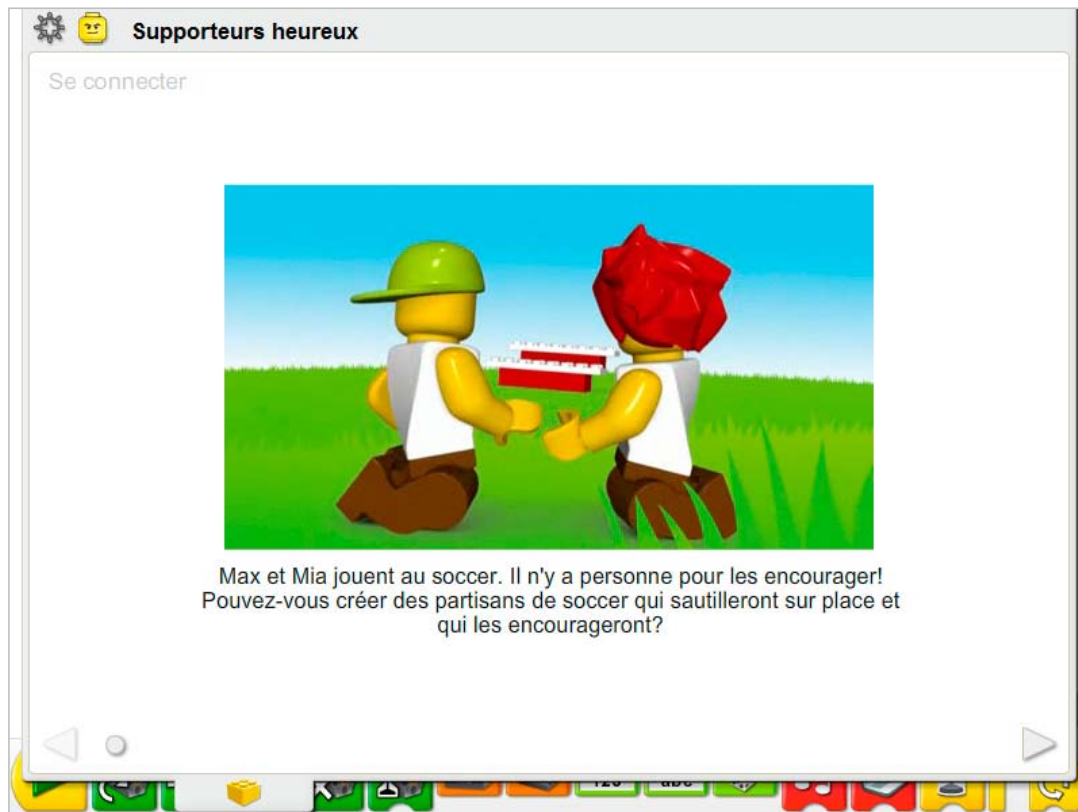 Supporteurs heureux
Se connecter
Max et Mia jouent au soccer. Il n'y a personne pour les encourager!
Pouvez-vous créer des partisans de soccer qui sautilleront sur place et
qui les encourageront?